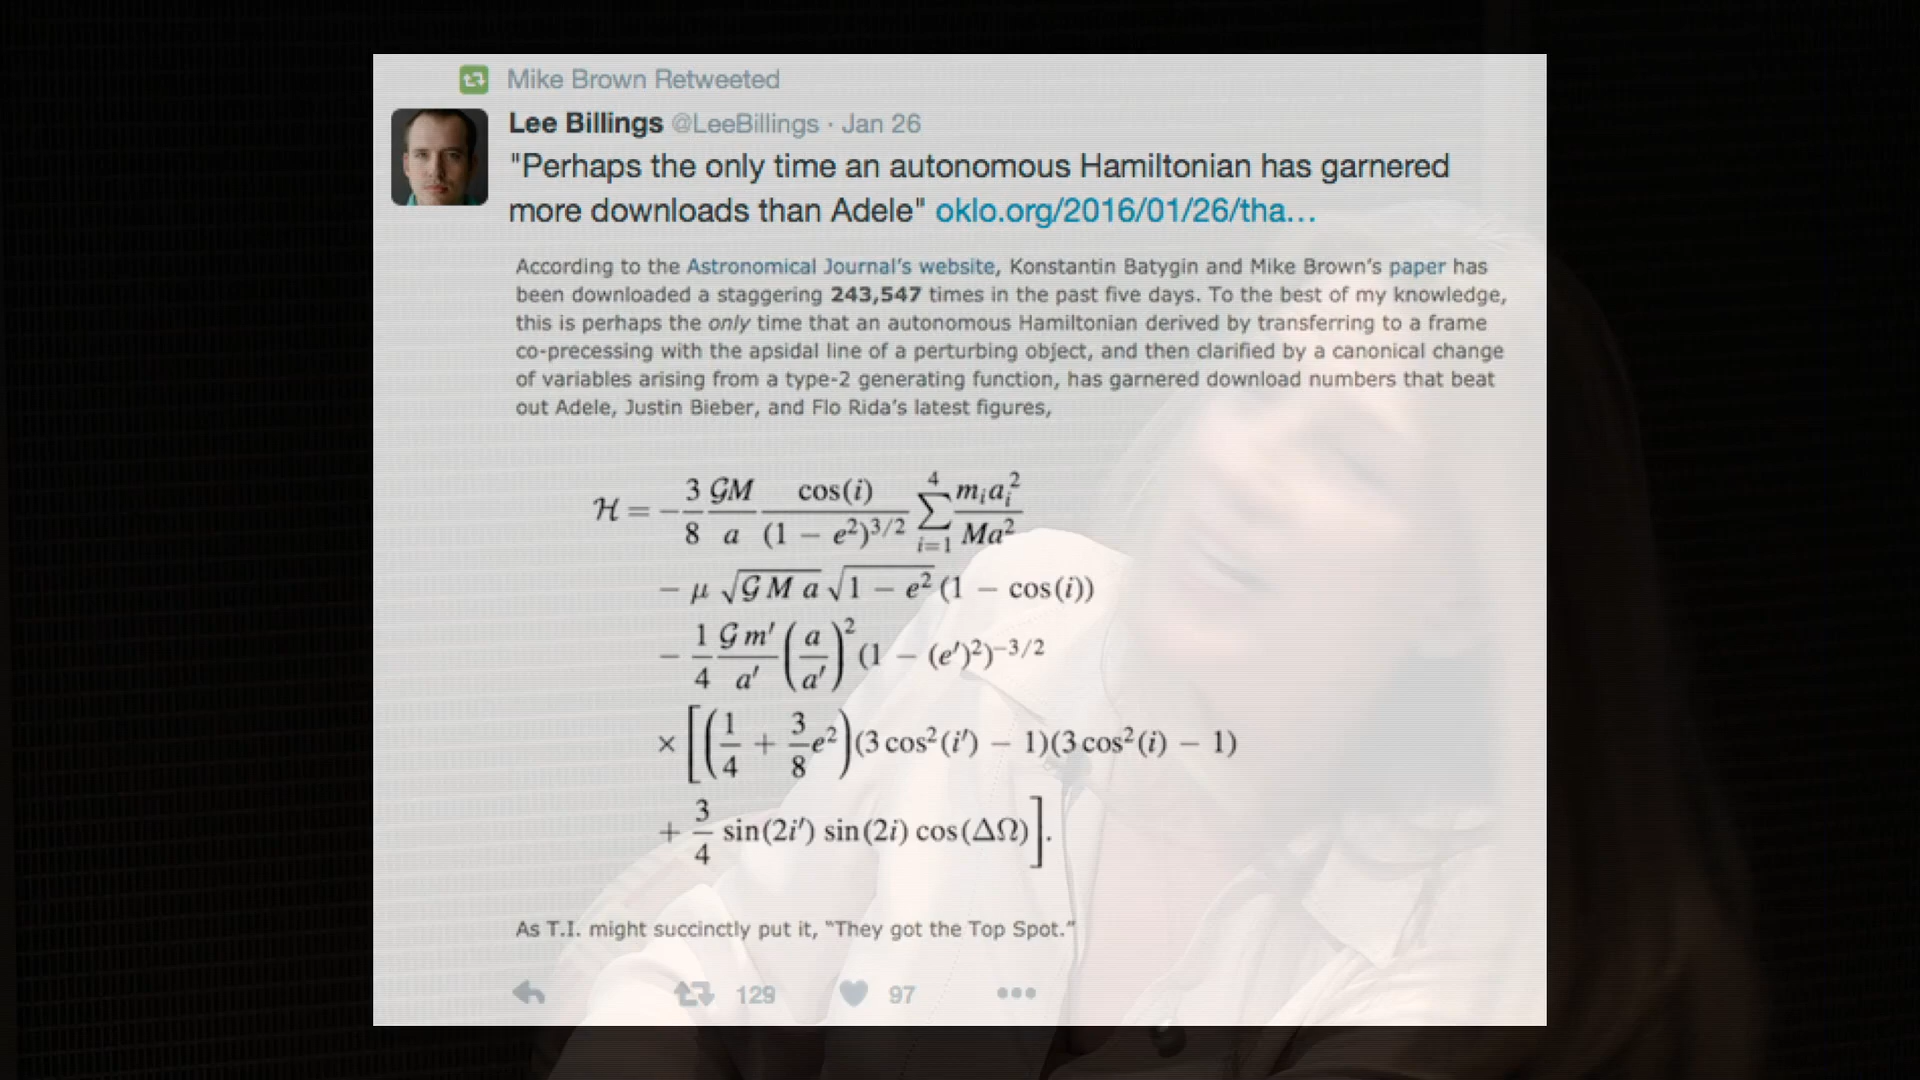 Mike Brown Retweeted
Lee Billings @LeeBillings · Jan 26
"Perhaps the only time an autonomous Hamiltonian has garnered
more downloads than Adele" oklo.org/2016/01/26/tha...
According to the Astronomical Journal's website, Konstantin Batygin and Mike Brown's paper has
been downloaded a staggering 243,547 times in the past five days. To the best of my knowledge,
this is perhaps the only time that an autonomous Hamiltonian derived by transferring to a frame
co-precessing with the apsidal line of a perturbing object, and then clarified by a canonical change
of variables arising from a type-2 generating function, has garnered download numbers that beat
out Adele, Justin Bieber, and Flo Rida's latest figures,
ℋ = − 3/8 𝒢M/a cos(i)/(1 − e²)^3/2 ∑_{i=1}^{4} m_i a_i²/Ma²
− μ √(𝒢 M a) √(1 − e²) (1 − cos(i))
− 1/4 𝒢 m′/a′ (a/a′)² (1 − (e′)²)^−3/2
× [(1/4 + 3/8 e²)(3 cos²(i′) − 1)(3 cos²(i) − 1)
+ 3/4 sin(2i′) sin(2i) cos(ΔΩ)].
As T.I. might succinctly put it, "They got the Top Spot."
129 97